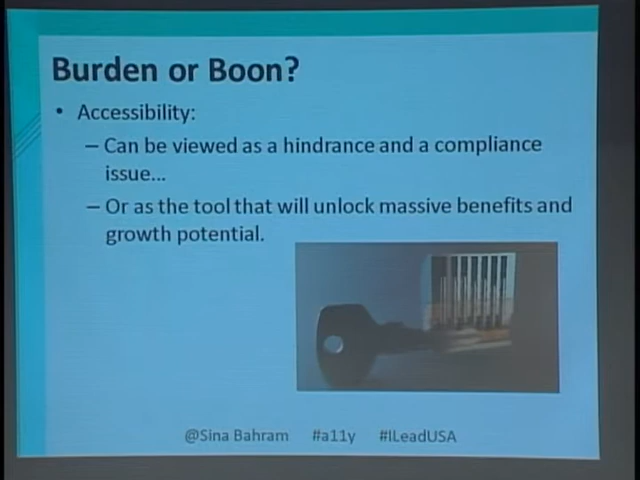 Burden or Boon?
• Accessibility:
– Can be viewed as a hindrance and a compliance
issue...
– Or as the tool that will unlock massive benefits and
growth potential.
@Sina Bahram #a11y #ILeadUSA